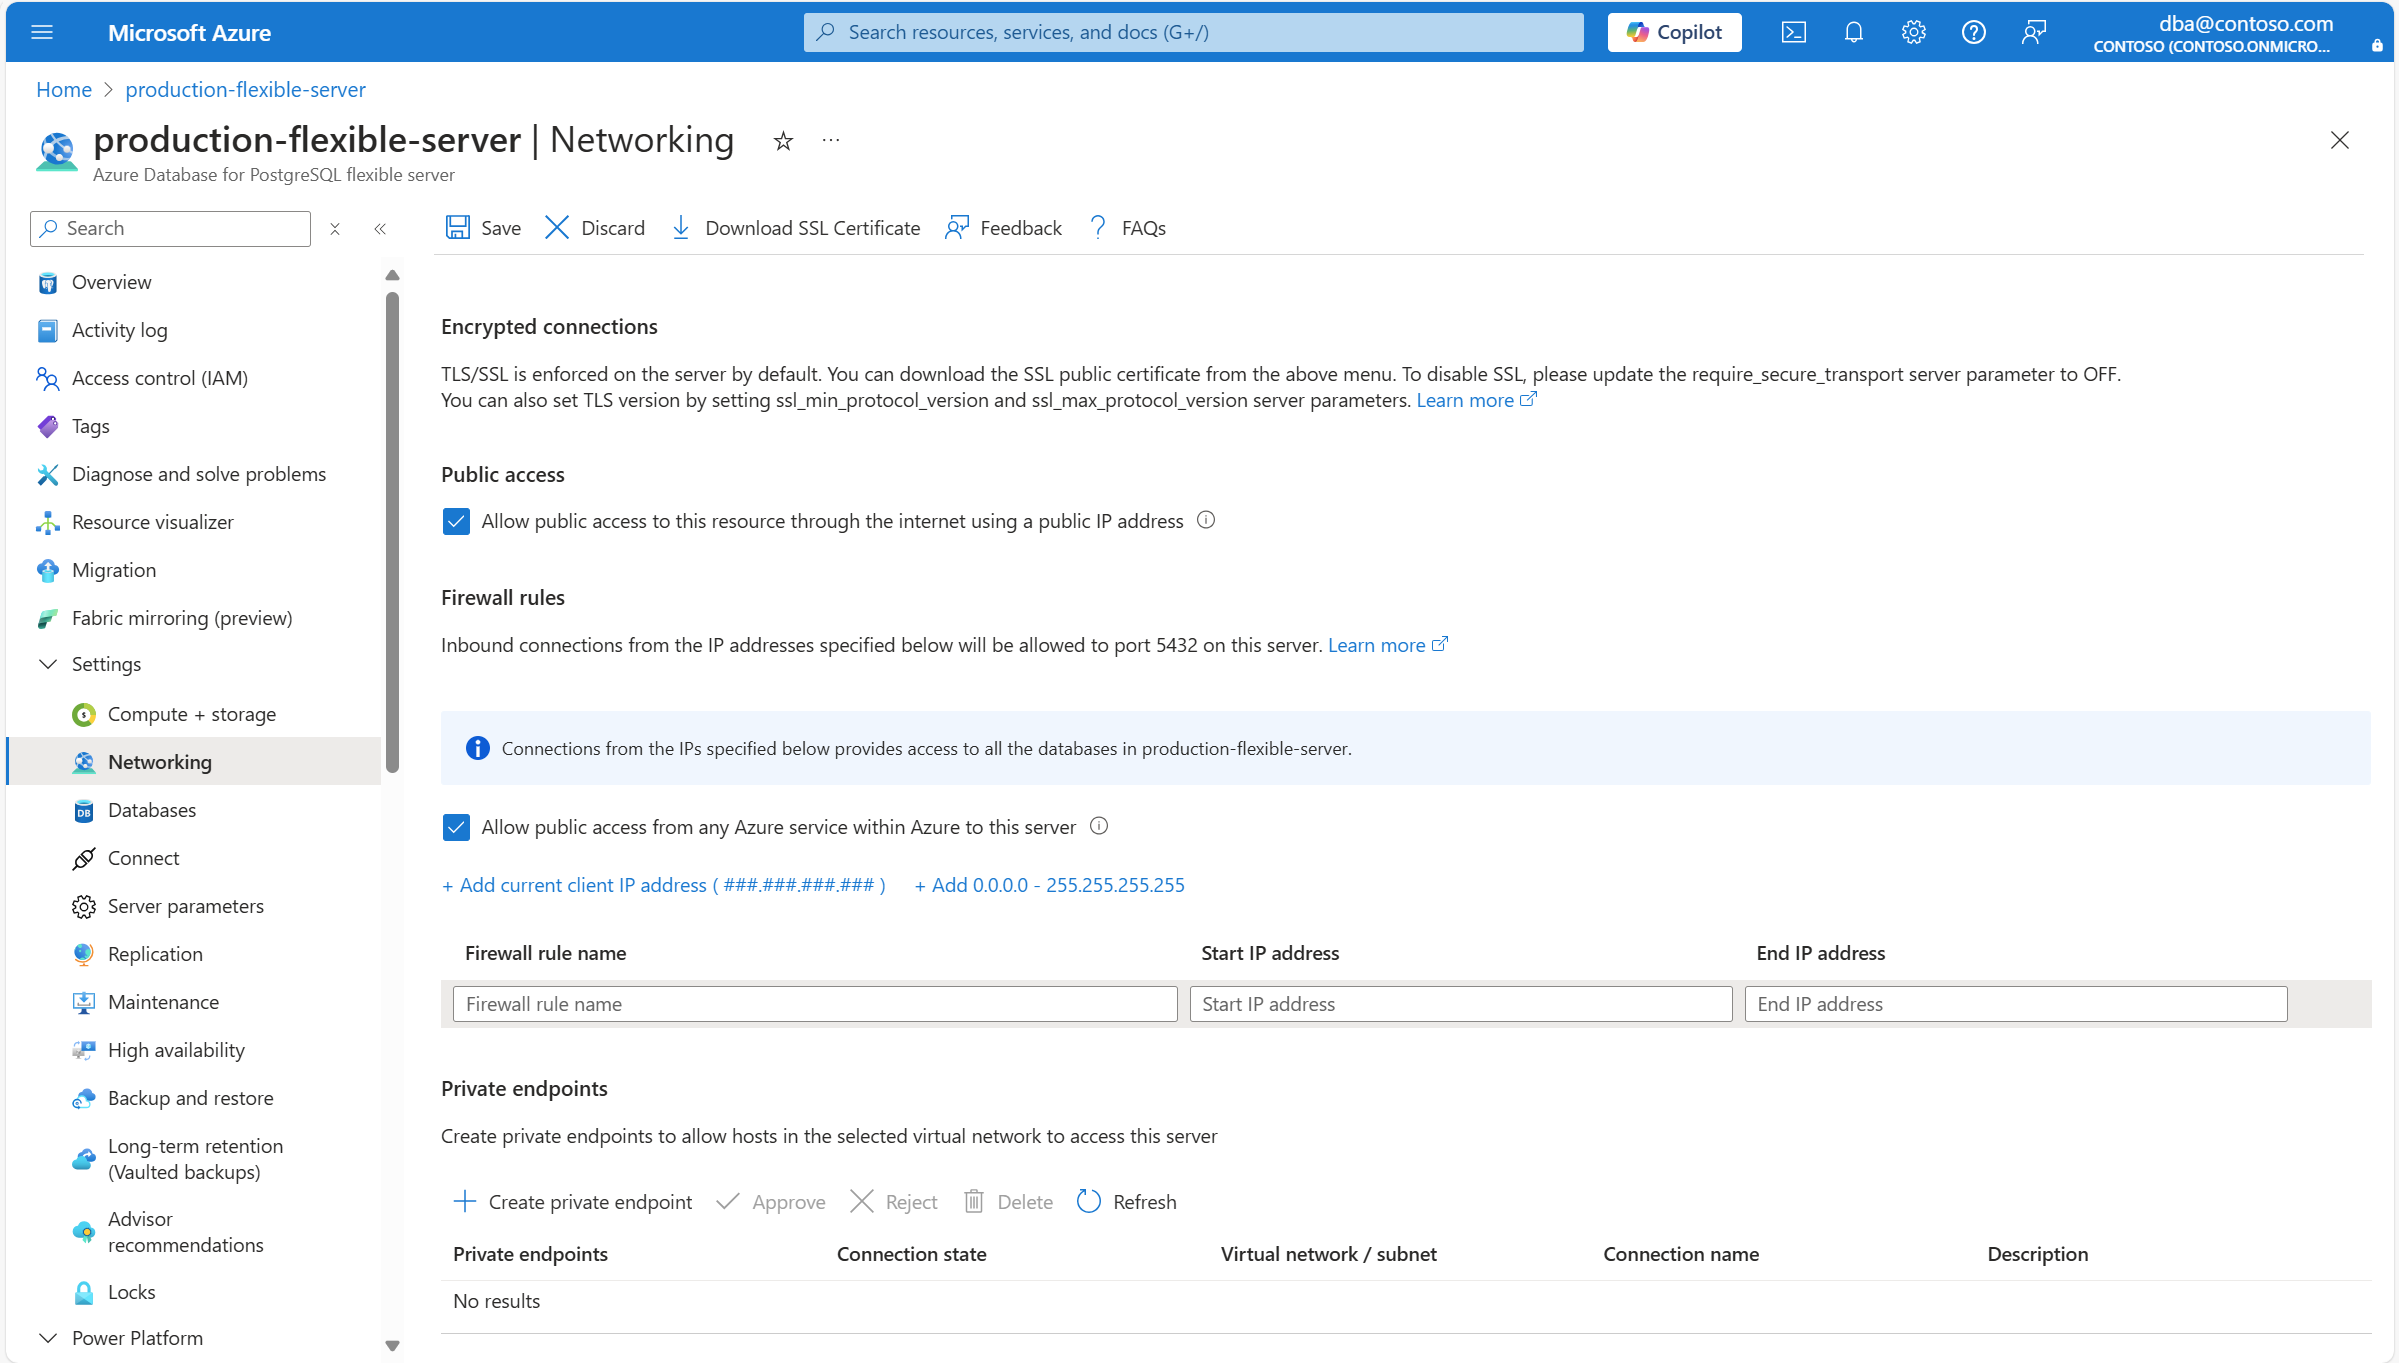 Microsoft Azure
Search resources, services, and docs (G+/)
Copilot
dba@contoso.com
CONTOSO (CONTOSO.ONMICRO...
Home > production-flexible-server
production-flexible-server | Networking
...
Azure Database for PostgreSQL flexible server
Search
Overview
Activity log
Access control (IAM)
Tags
Diagnose and solve problems
Resource visualizer
Migration
Fabric mirroring (preview)
Settings
Compute + storage
Networking
Databases
Connect
Server parameters
Replication
Maintenance
High availability
Backup and restore
Long-term retention
(Vaulted backups)
Advisor
recommendations
Locks
Power Platform
Save
Discard
Download SSL Certificate
Feedback
FAQs
Encrypted connections
TLS/SSL is enforced on the server by default. You can download the SSL public certificate from the above menu. To disable SSL, please update the require_secure_transport server parameter to OFF.
You can also set TLS version by setting ssl_min_protocol_version and ssl_max_protocol_version server parameters. Learn more
Public access
Allow public access to this resource through the internet using a public IP address
Firewall rules
Inbound connections from the IP addresses specified below will be allowed to port 5432 on this server. Learn more
Connections from the IPs specified below provides access to all the databases in production-flexible-server.
Allow public access from any Azure service within Azure to this server
+ Add current client IP address ( ###.###.###.### )
+ Add 0.0.0.0 - 255.255.255.255
Firewall rule name
Start IP address
End IP address
Firewall rule name
Start IP address
End IP address
Private endpoints
Create private endpoints to allow hosts in the selected virtual network to access this server
Create private endpoint
Approve
Reject
Delete
Refresh
Private endpoints
Connection state
Virtual network / subnet
Connection name
Description
No results